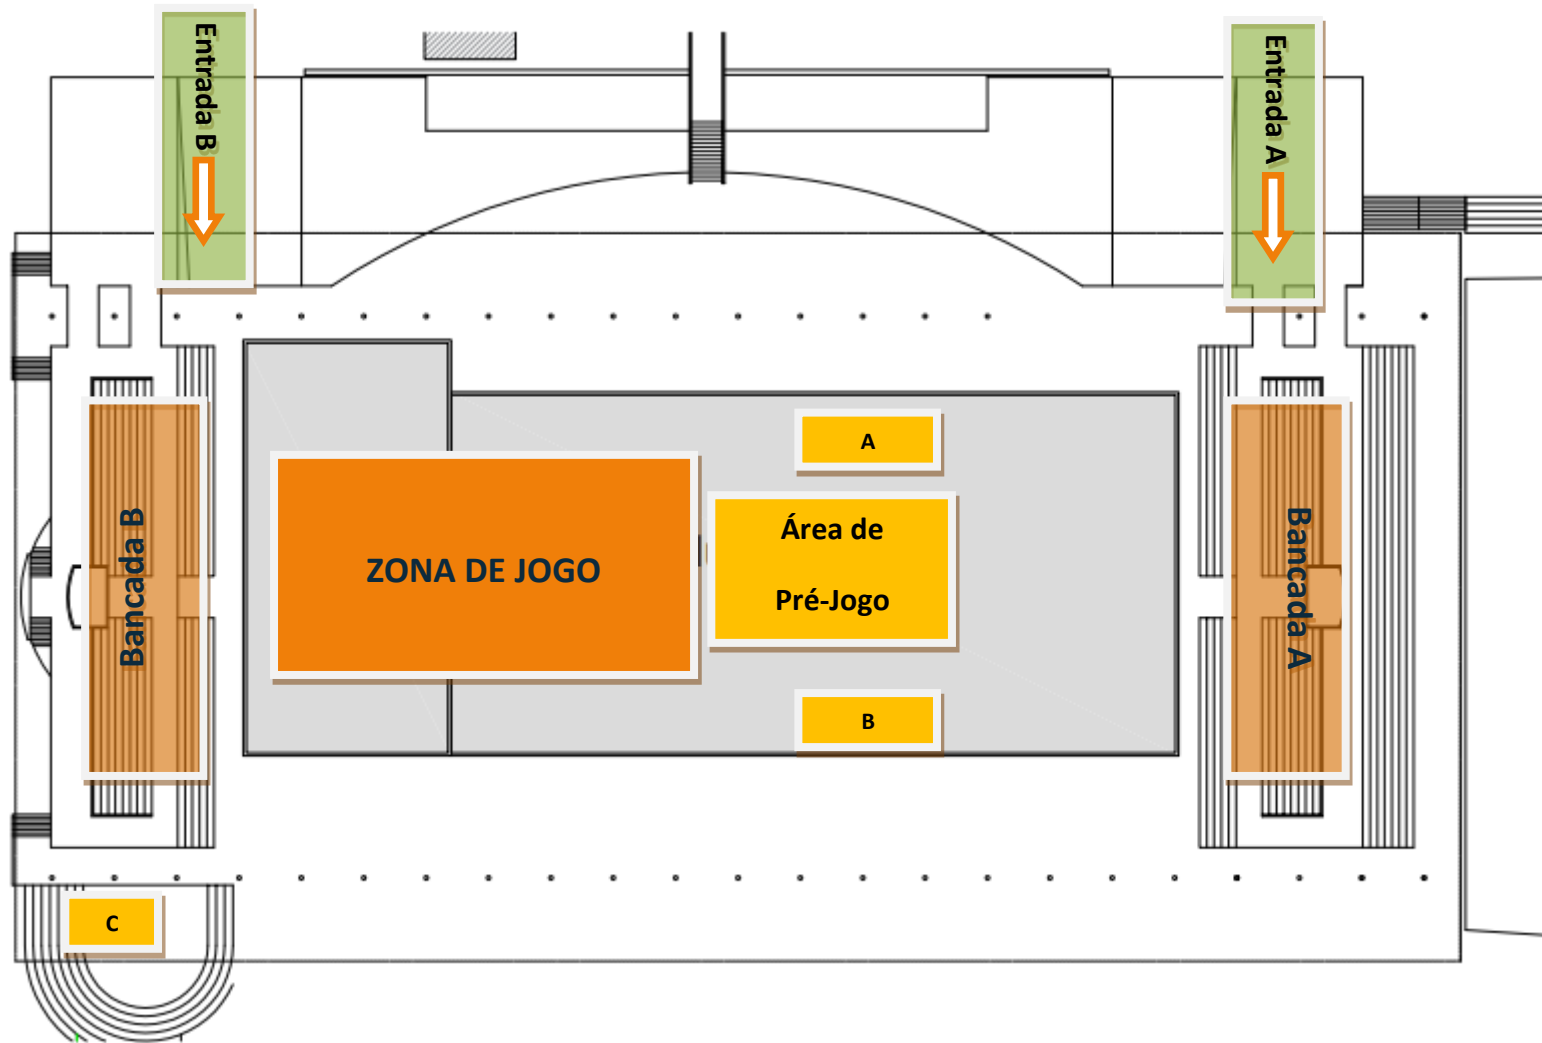 Entrada B
Entrada A
A
Área de
Pré-Jogo
ZONA DE JOGO
Bancada B
Bancada A
B
C